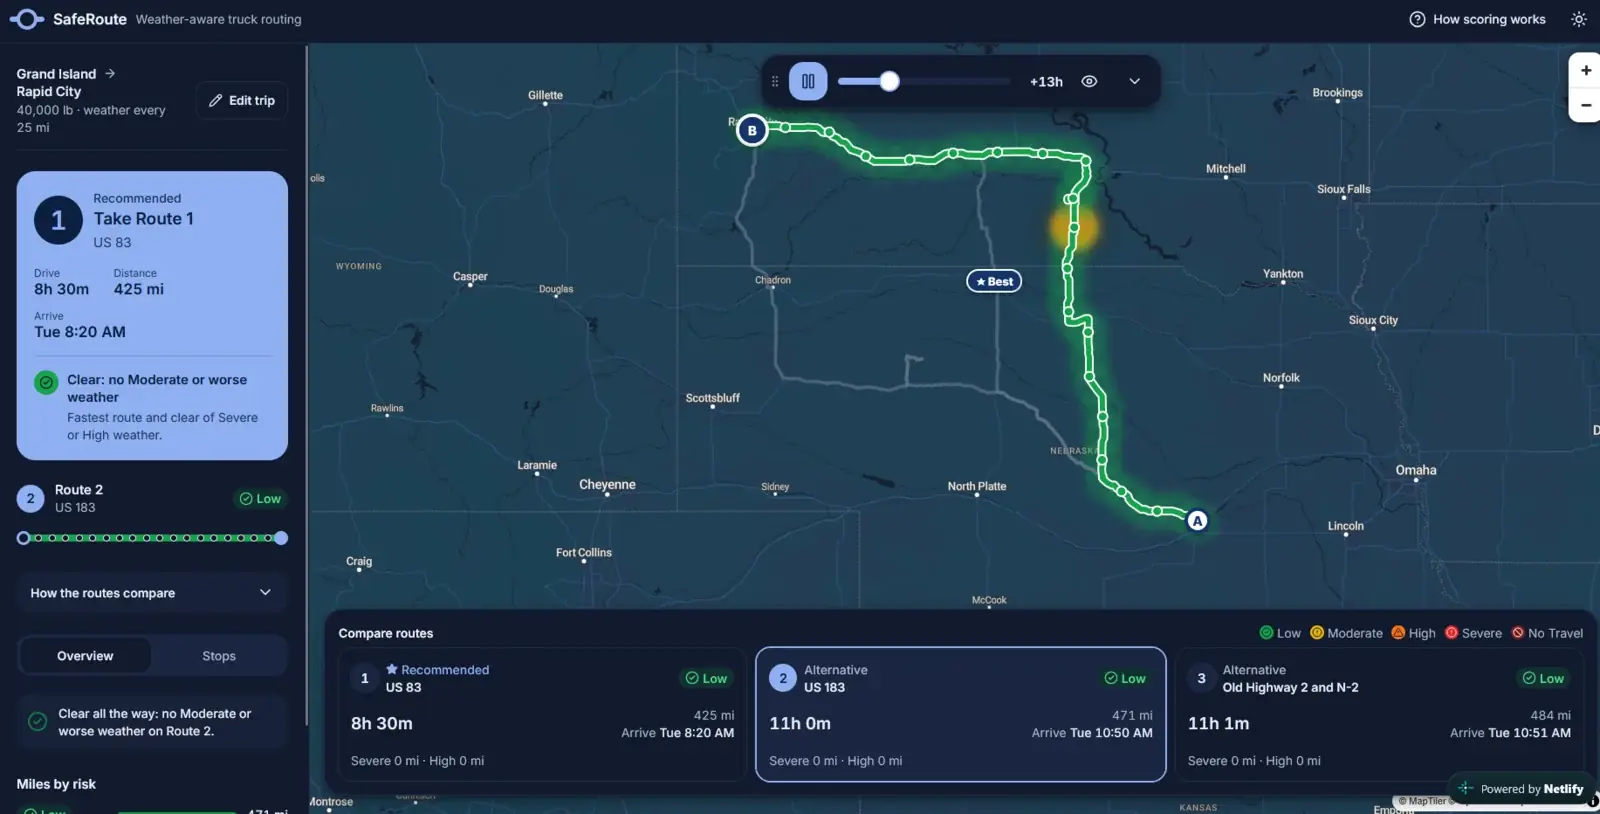 SafeRoute Weather-aware truck routing
How scoring works
Grand Island →
Rapid City
40,000 lb · weather every
25 mi
Edit trip
1
Recommended
Take Route 1
US 83
Drive
8h 30m
Distance
425 mi
Arrive
Tue 8:20 AM
Clear: no Moderate or worse
weather
Fastest route and clear of Severe
or High weather.
2
Route 2
US 183
Low
How the routes compare
Overview
Stops
Clear all the way: no Moderate or
worse weather on Route 2.
Miles by risk
Low
471 mi
+13h
+
−
Gillette
Brookings
B
Mitchell
Sioux Falls
olis
WYOMING
Casper
Douglas
Chadron
★ Best
Yankton
Sioux City
Norfolk
Scottsbluff
Rawlins
NEBRASKA
Laramie
Cheyenne
Sidney
North Platte
Omaha
A
Lincoln
Craig
Fort Collins
McCook
Compare routes
Low
Moderate
High
Severe
No Travel
1
★ Recommended
US 83
Low
8h 30m
425 mi
Arrive Tue 8:20 AM
Severe 0 mi · High 0 mi
2
Alternative
US 183
Low
11h 0m
471 mi
Arrive Tue 10:50 AM
Severe 0 mi · High 0 mi
3
Alternative
Old Highway 2 and N-2
Low
11h 1m
484 mi
Arrive Tue 10:51 AM
Severe 0 mi · High 0 mi
Powered by Netlify
Montrose
© MapTiler
KANSAS